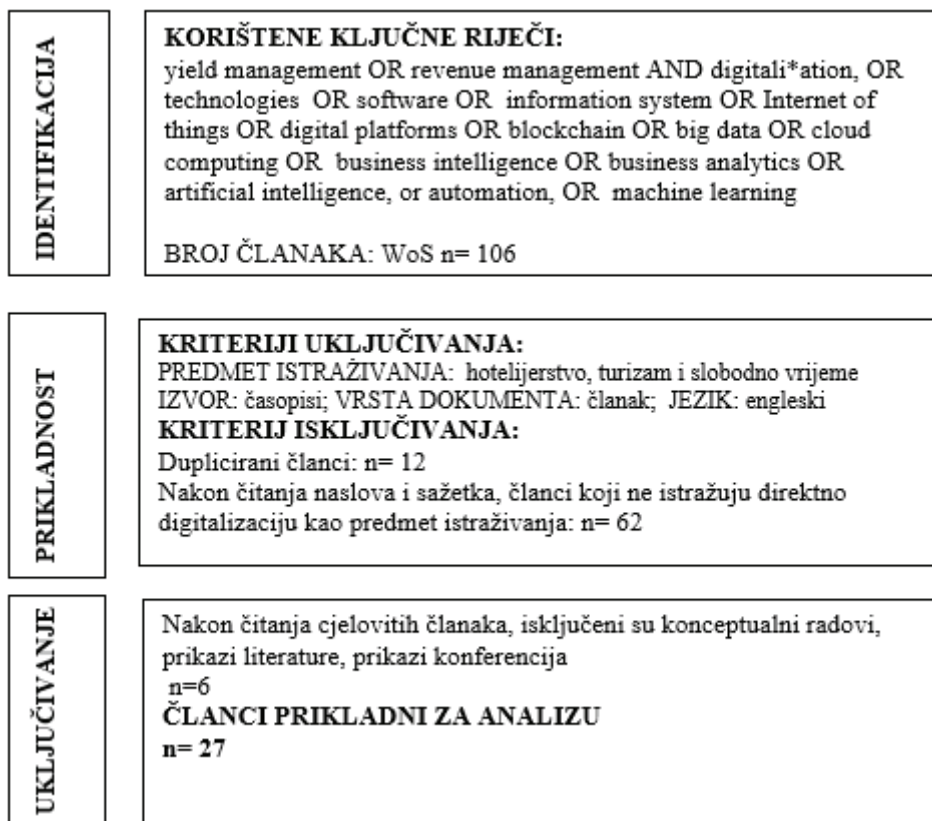 IDENTIFIKACIJA
KORIŠTENE KLJUČNE RIJEČI:
yield management OR revenue management AND digitali*ation, OR
technologies OR software OR information system OR Internet of
things OR digital platforms OR blockchain OR big data OR cloud
computing OR business intelligence OR business analytics OR
artificial intelligence, or automation, OR machine learning
BROJ ČLANAKA: WoS n= 106
PRIKLADNOST
KRITERIJI UKLJUČIVANJA:
PREDMET ISTRAŽIVANJA: hotelijerstvo, turizam i slobodno vrijeme
IZVOR: časopisi; VRSTA DOKUMENTA: članak; JEZIK: engleski
KRITERIJ ISKLJUČIVANJA:
Duplicirani članci: n= 12
Nakon čitanja naslova i sažetka, članci koji ne istražuju direktno
digitalizaciju kao predmet istraživanja: n= 62
UKLJUČIVANJE
Nakon čitanja cjelovitih članaka, isključeni su konceptualni radovi,
prikazi literature, prikazi konferencija
n=6
ČLANCI PRIKLADNI ZA ANALIZU
n= 27